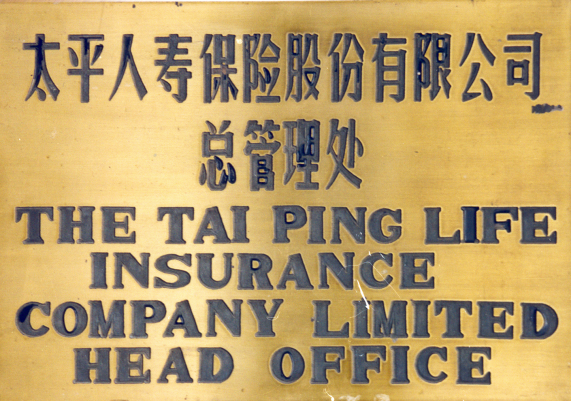 太平人寿保险股份有限公司
总管理处
THE TAI PING LIFE
INSURANCE
COMPANY LIMITED
HEAD OFFICE